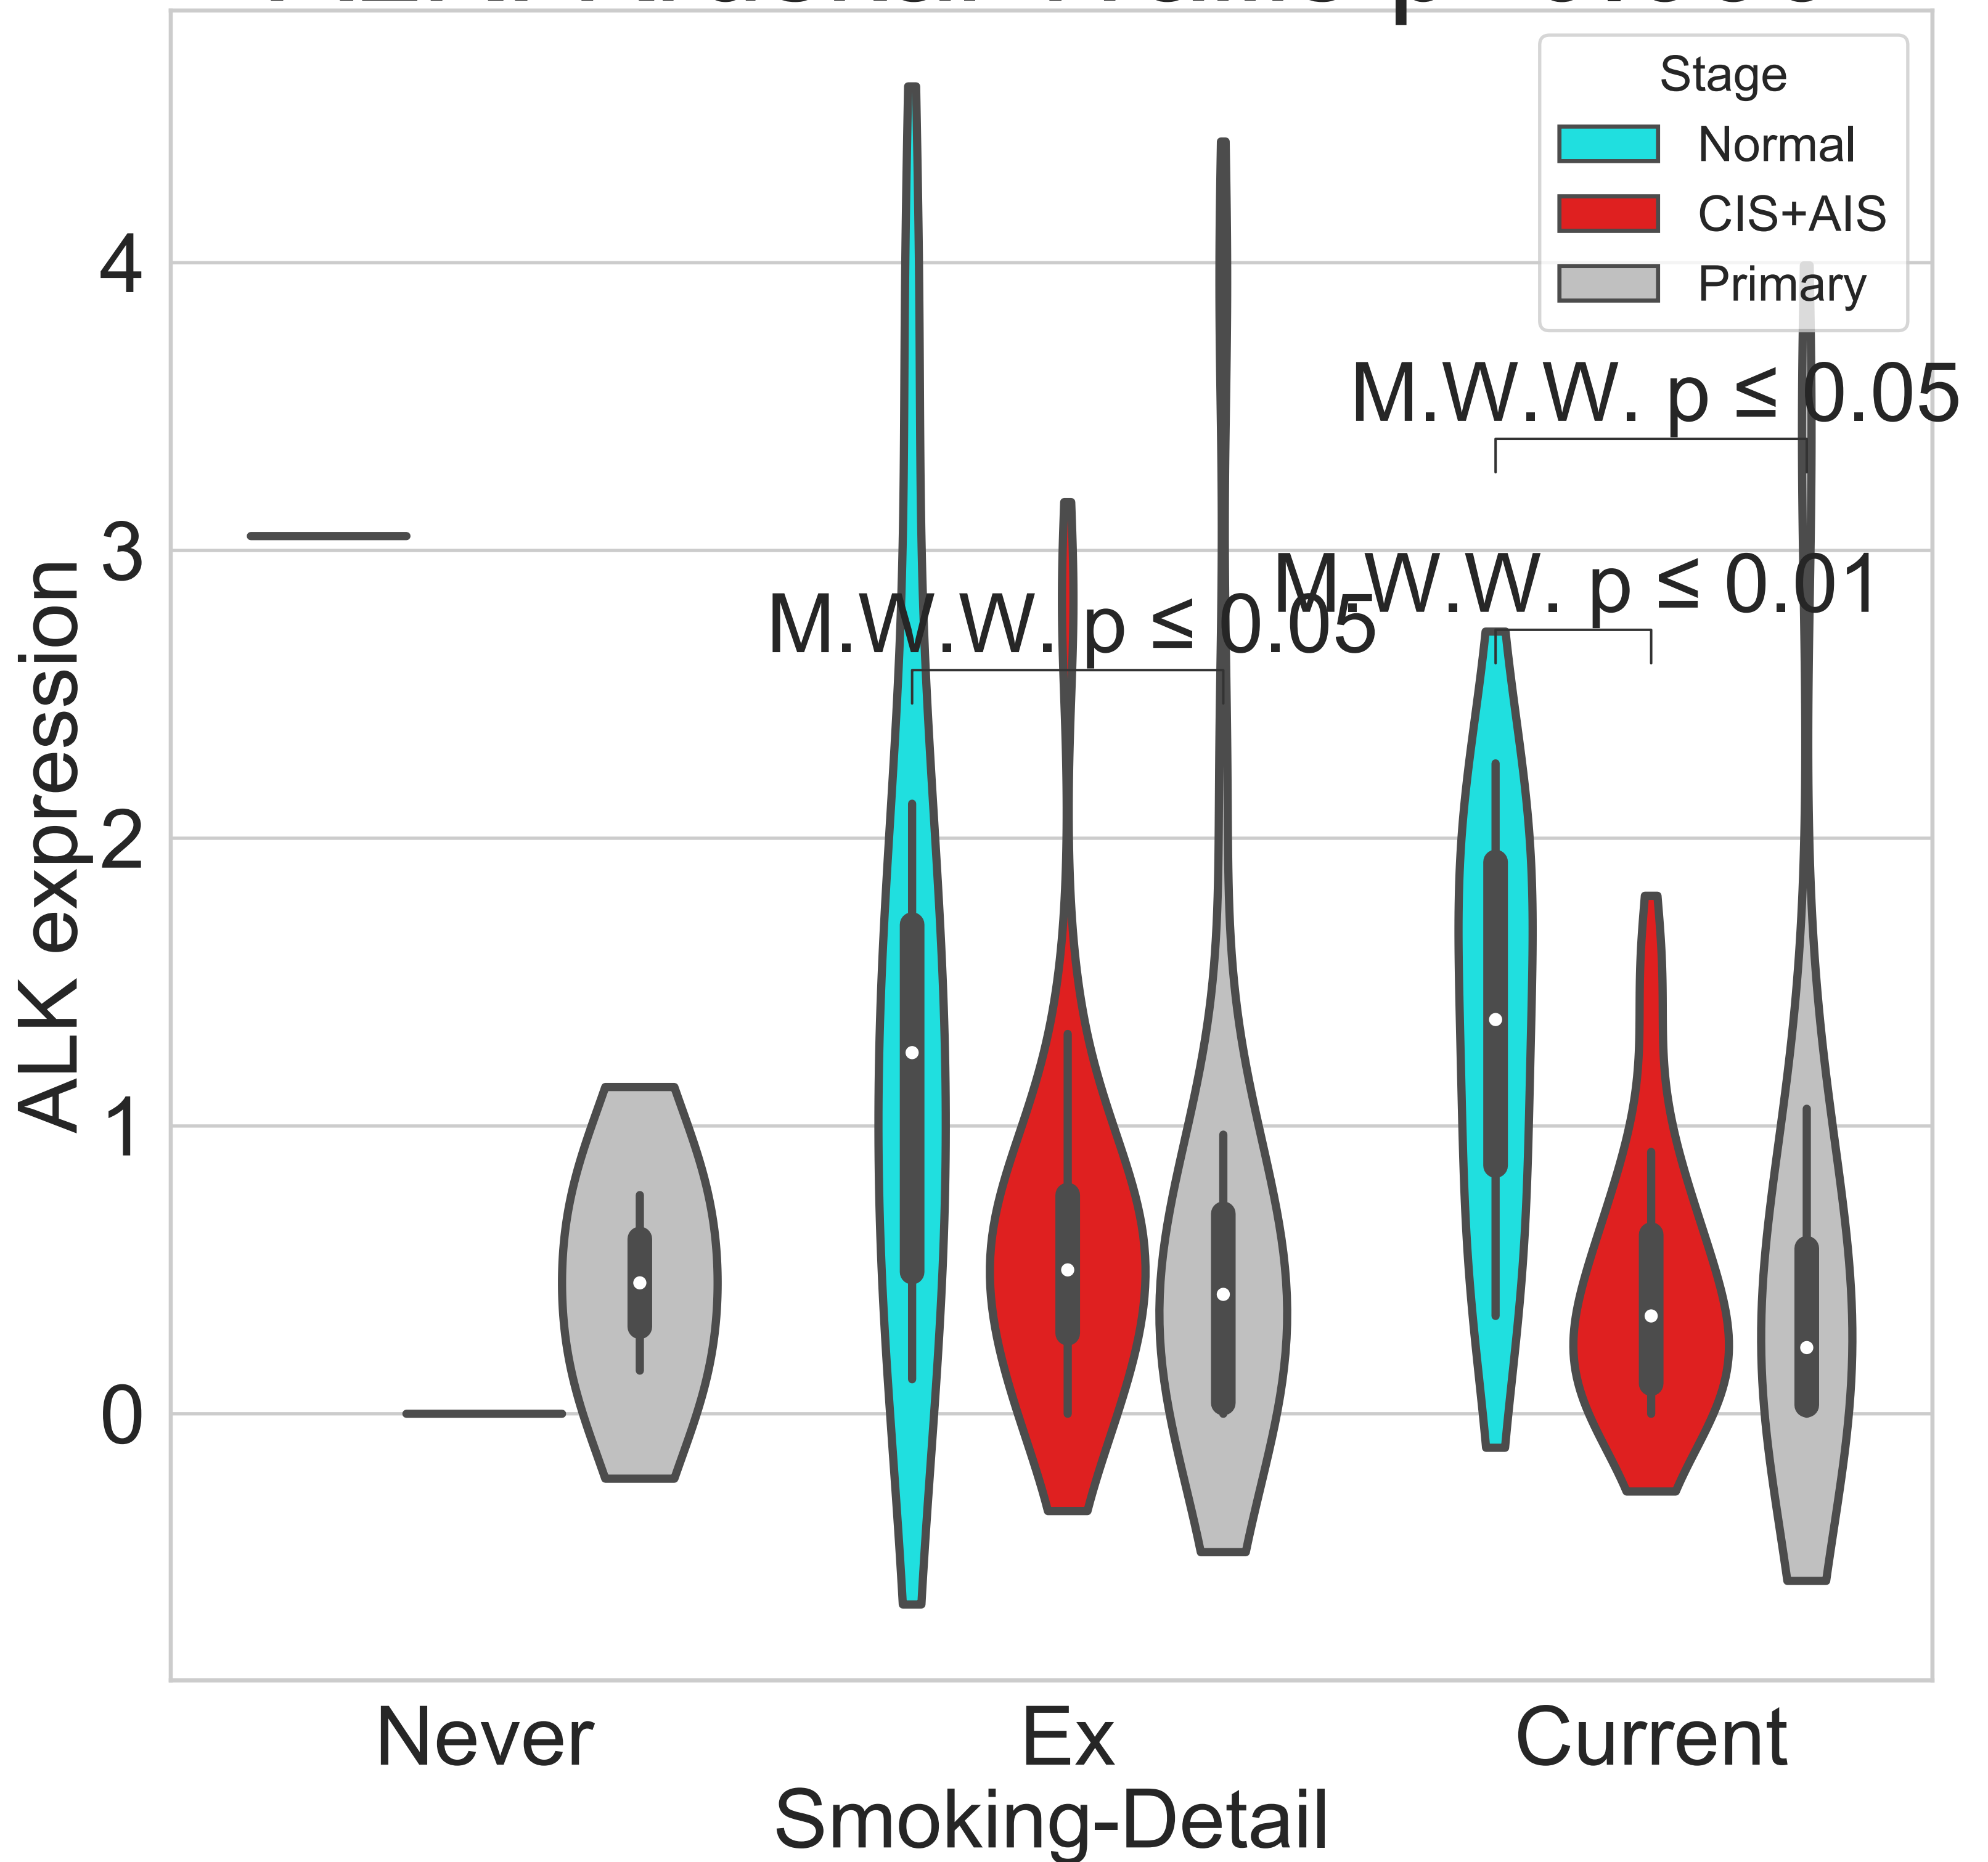 Stage
Normal
CIS+AIS
Primary
M.W.W. p ≤ 0.05
M.W.W. p ≤ 0.01
M.W.W. p ≤ 0.05
ALK expression
4
3
2
1
0
Never
Ex
Current
Smoking-Detail